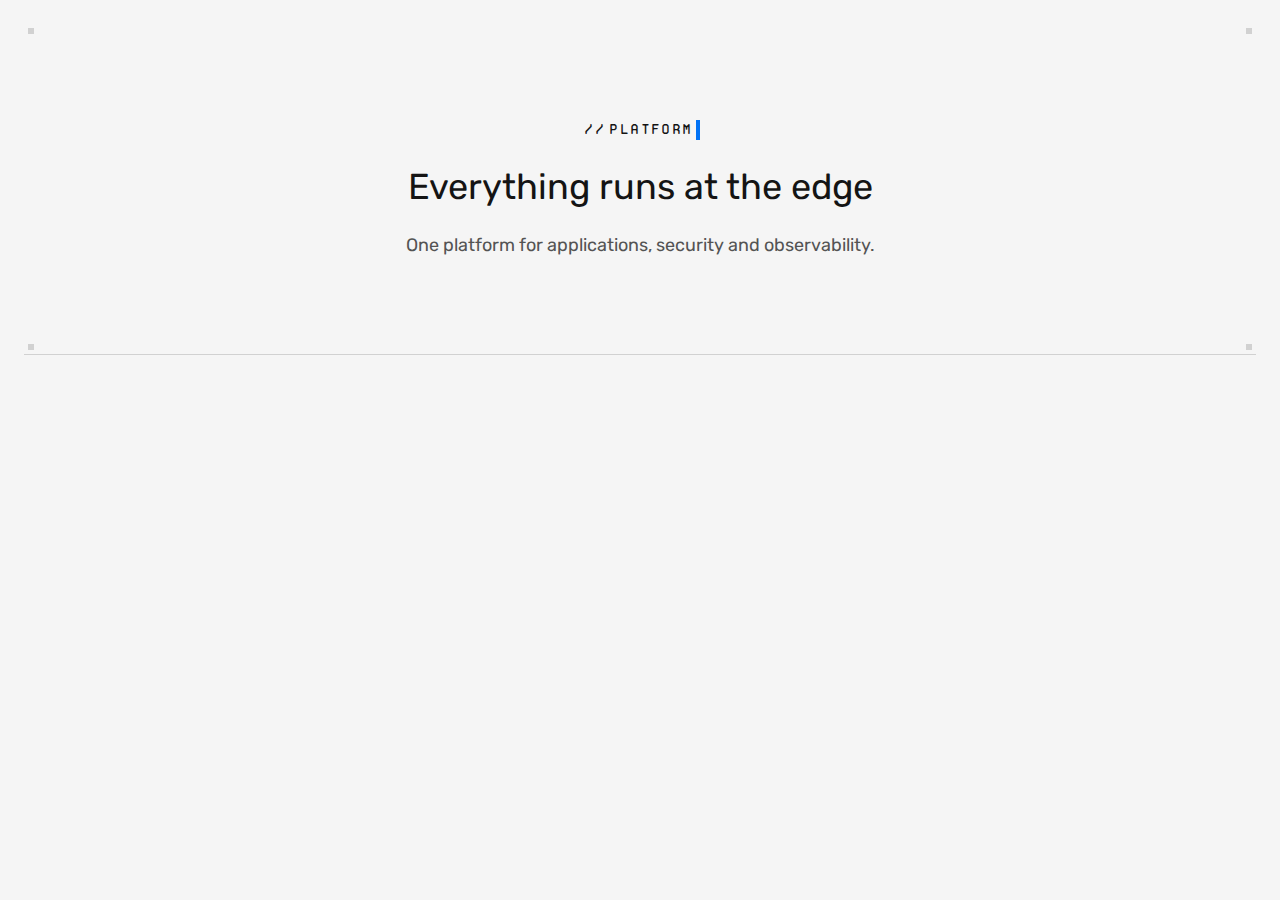 //PLATFORM
Everything runs at the edge
One platform for applications, security and observability.